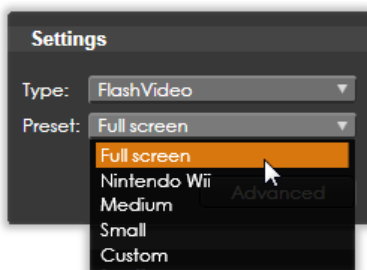 Settings
Type: FlashVideo
Preset: Full screen
Full screen
Nintendo Wii
Advanced
Medium
Small
Custom